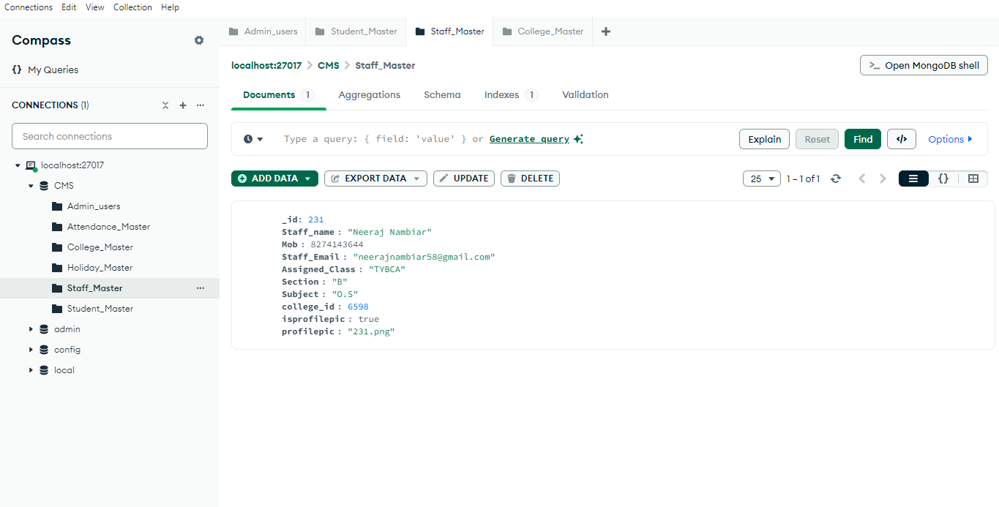 Connections Edit View Collection Help
Compass
{} My Queries
CONNECTIONS (1)
Search connections
localhost:27017
CMS
Admin_users
Attendance_Master
College_Master
Holiday_Master
Staff_Master
Student_Master
admin
config
local
Admin_users Student_Master Staff_Master College_Master
localhost:27017 > CMS > Staff_Master
>_ Open MongoDB shell
Documents 1 Aggregations Schema Indexes 1 Validation
Type a query: { field: 'value' } or Generate query
Explain Reset Find </> Options
ADD DATA EXPORT DATA UPDATE DELETE
25 1 – 1 of 1 {}
_id: 231
Staff_name : "Neeraj Nambiar"
Mob : 8274143644
Staff_Email : "neerajnambiar58@gmail.com"
Assigned_Class : "TYBCA"
Section : "B"
Subject : "O.S"
college_id : 6598
isprofilepic : true
profilepic : "231.png"